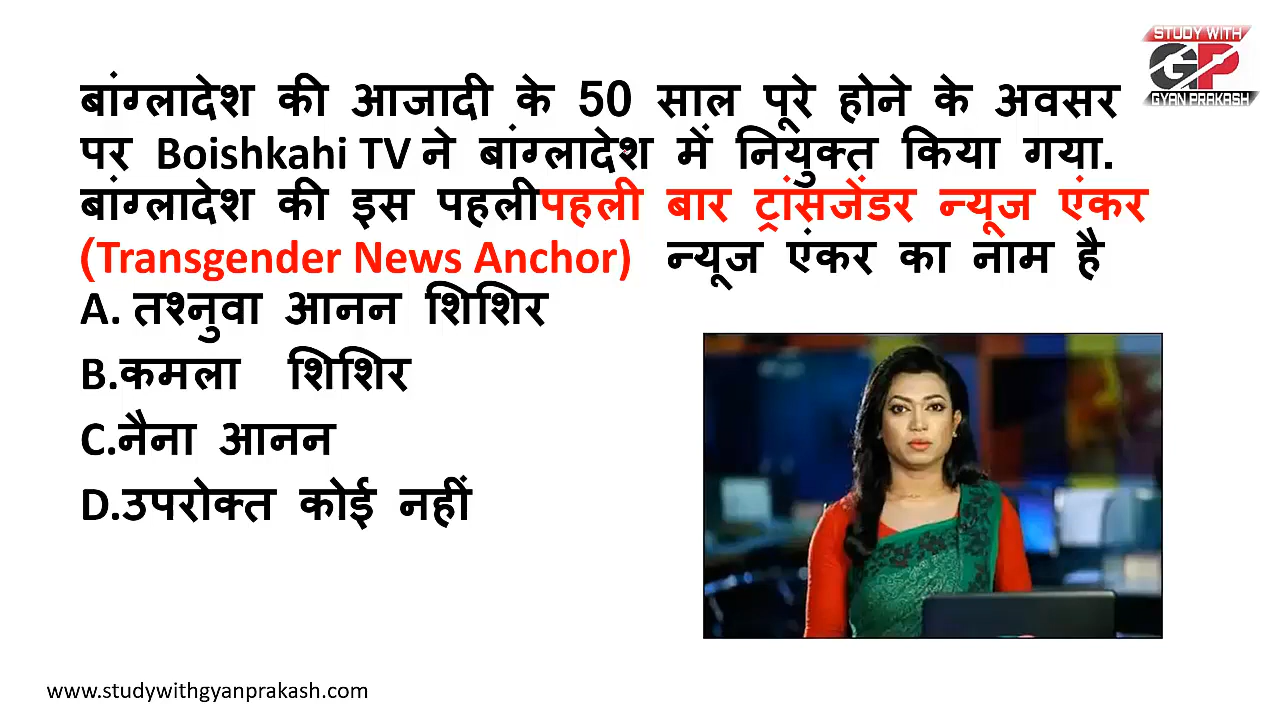 STUDY WITH
GP
GYAN PRAKASH
बांग्लादेश की आजादी के 50 साल पूरे होने के अवसर
पर Boishkahi TV ने बांग्लादेश में नियुक्त किया गया.
बांग्लादेश की इस पहलीपहली बार ट्रांसजेंडर न्यूज एंकर
(Transgender News Anchor) न्यूज एंकर का नाम है
A. तश्नुवा आनन शिशिर
B.कमला शिशिर
C.नैना आनन
D.उपरोक्त कोई नहीं
www.studywithgyanprakash.com